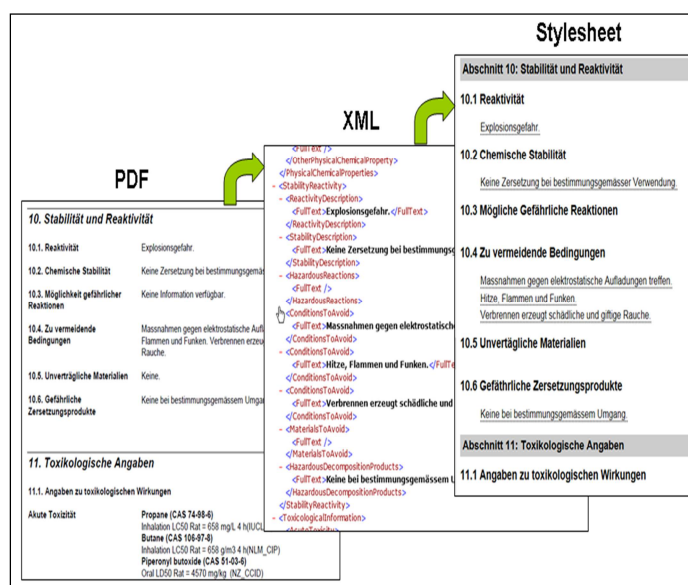 Stylesheet
XML
PDF
10. Stabilität und Reaktivität
10.1. Reaktivität Explosionsgefahr.
10.2. Chemische Stabilität Keine Zersetzung bei
10.3. Möglichkeit gefährlicher Keine Information verfügbar.
Reaktionen
10.4. Zu vermeidende Massnahmen gegen elektrostatische
Bedingungen Flammen und Funken. Verbrennen
Rauche.
10.5. Unverträgliche Materialien Keine.
10.6. Gefährliche Keine bei bestimmungsgemässem
Zersetzungsprodukte
11. Toxikologische Angaben
11.1. Angaben zu toxikologischen Wirkungen
Akute Toxizität Propane (CAS 74-98-6)
Inhalation LC50 Rat = 658 mg/L 4 h(IUCL
Butane (CAS 106-97-8)
Inhalation LC50 Rat = 658 g/m3 4 h(NLM_CIP)
Piperonyl butoxide (CAS 51-03-6)
Oral LD50 Rat = 4570 mg/kg (NZ_CCID)
<FullText />
</OtherPhysicalChemicalProperty>
</PhysicalChemicalProperties>
- <StabilityReactivity>
- <ReactivityDescription>
<FullText>Explosionsgefahr.</FullText>
</ReactivityDescription>
- <StabilityDescription>
<FullText>Keine Zersetzung bei
</StabilityDescription>
- <HazardousReactions>
<FullText />
</HazardousReactions>
<ConditionsToAvoid>
<FullText>Massnahmen gegen
</ConditionsToAvoid>
- <ConditionsToAvoid>
<FullText>Hitze, Flammen und Funken.
</ConditionsToAvoid>
- <ConditionsToAvoid>
<FullText>Verbrennen erzeugt schädliche und
</ConditionsToAvoid>
- <MaterialsToAvoid>
<FullText />
</MaterialsToAvoid>
- <HazardousDecompositionProducts>
<FullText>Keine bei bestimmungsgemässem
</HazardousDecompositionProducts>
</StabilityReactivity>
- <ToxicologicalInformation>
- <AcuteToxicity>
Abschnitt 10: Stabilität und Reaktivität
10.1 Reaktivität
Explosionsgefahr.
10.2 Chemische Stabilität
Keine Zersetzung bei bestimmungsgemässer Verwendung
10.3 Mögliche Gefährliche Reaktionen
10.4 Zu vermeidende Bedingungen
Massnahmen gegen elektrostatische Aufladungen treffen.
Hitze, Flammen und Funken.
Verbrennen erzeugt schädliche und giftige Rauche.
10.5 Unvertägliche Materialien
10.6 Gefäthrliche Zersetzungsprodukte
Keine bei bestimmungsgemässem Umgang.
Abschnitt 11: Toxikologische Angaben
11.1 Angaben zu toxikologischen Wirkungen